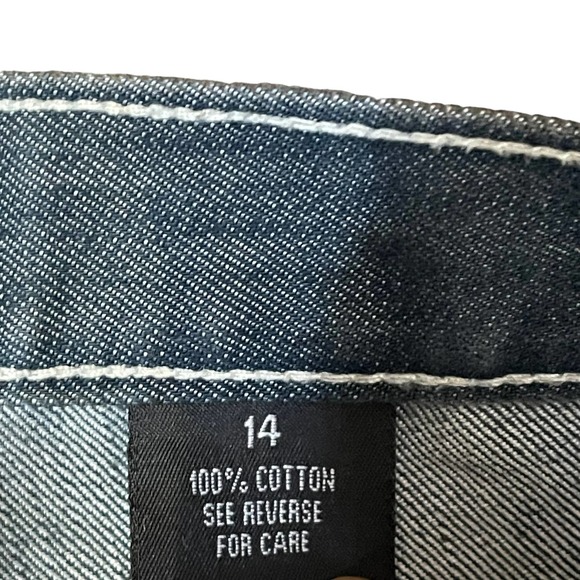 14
100% COTTON
SEE REVERSE
FOR CARE